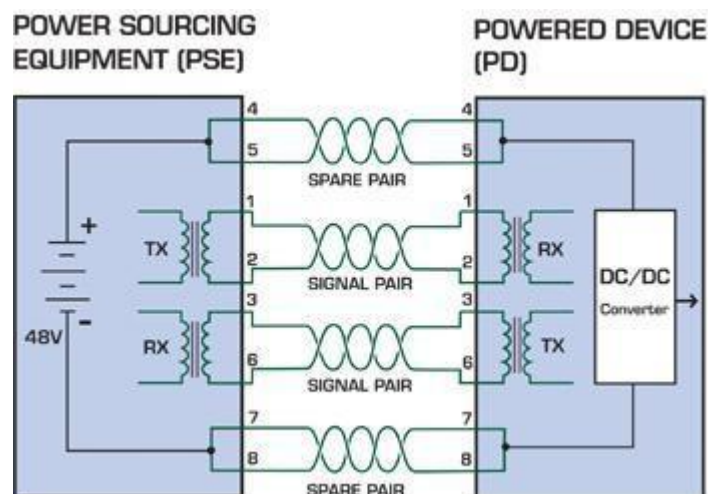 POWER SOURCING
EQUIPMENT (PSE)
POWERED DEVICE
(PD)
4
4
5
5
SPARE PAIR
1
1
+
TX
RX
2
2
SIGNAL PAIR
DC/DC
Converter
3
3
-
48V
RX
TX
6
6
SIGNAL PAIR
7
7
8
8
SPARE PAIR